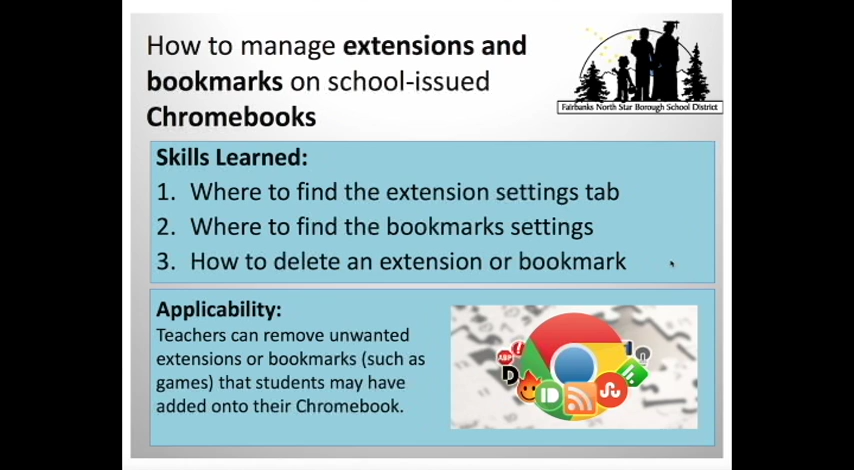 How to manage extensions and
bookmarks on school-issued
Chromebooks
Fairbanks North Star Borough School District
Skills Learned:
1. Where to find the extension settings tab
2. Where to find the bookmarks settings
3. How to delete an extension or bookmark
Applicability:
Teachers can remove unwanted
extensions or bookmarks (such as
games) that students may have
added onto their Chromebook.
ABP
D